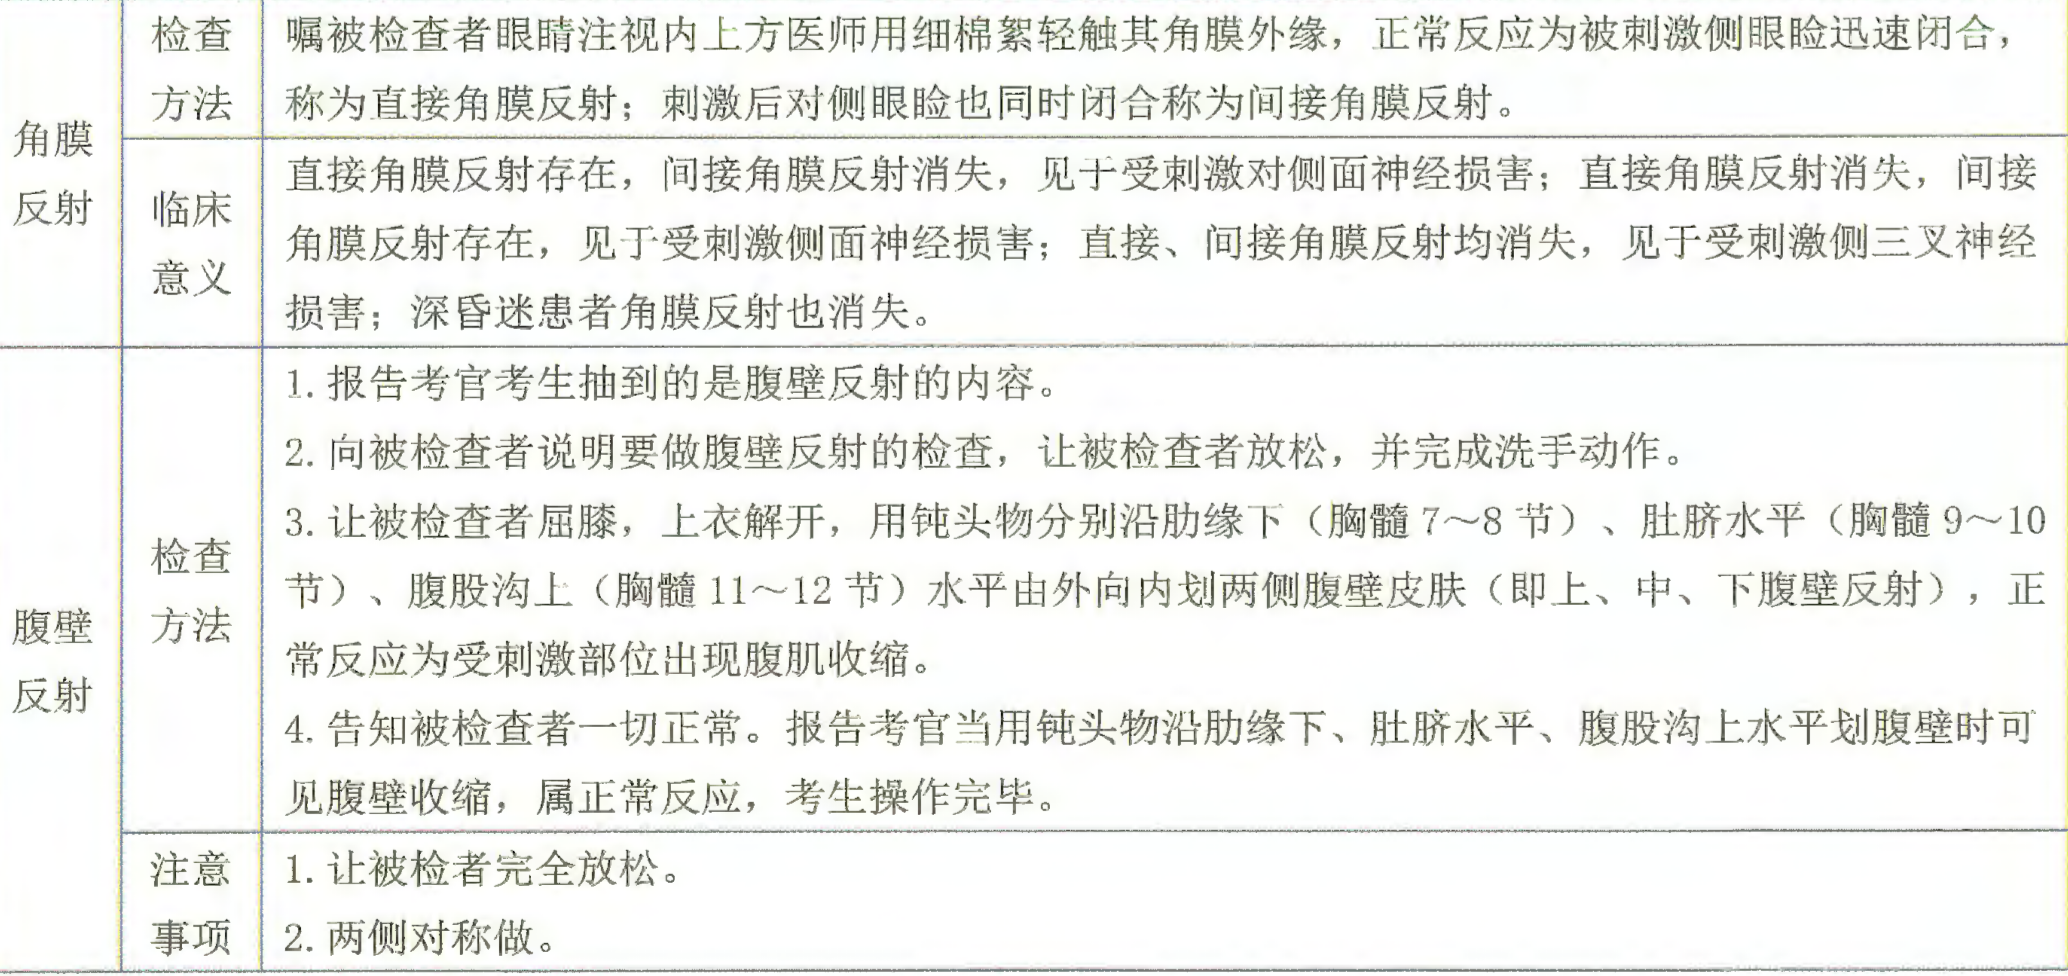 角膜
反射
检查
方法
嘱被检查者眼睛注视内上方医师用细棉絮轻触其角膜外缘，正常反应为被刺激侧眼睑迅速闭合，
称为直接角膜反射；刺激后对侧眼睑也同时闭合称为间接角膜反射。
临床
意义
直接角膜反射存在，间接角膜反射消失，见于受刺激对侧面神经损害；直接角膜反射消失，间接
角膜反射存在，见于受刺激侧面神经损害；直接、间接角膜反射均消失，见于受刺激侧三叉神经
损害；深昏迷患者角膜反射也消失。
腹壁
反射
检查
方法
1. 报告考官考生抽到的是腹壁反射的内容。
2. 向被检查者说明要做腹壁反射的检查，让被检查者放松，并完成洗手动作。
3. 让被检查者屈膝，上衣解开，用钝头物分别沿肋缘下（胸髓 7～8 节）、肚脐水平（胸髓 9～10
节）、腹股沟上（胸髓 11～12 节）水平由外向内划两侧腹壁皮肤（即上、中、下腹壁反射），正
常反应为受刺激部位出现腹肌收缩。
4. 告知被检查者一切正常。报告考官当用钝头物沿肋缘下、肚脐水平、腹股沟上水平划腹壁时可
见腹壁收缩，属正常反应，考生操作完毕。
注意
事项
1. 让被检者完全放松。
2. 两侧对称做。